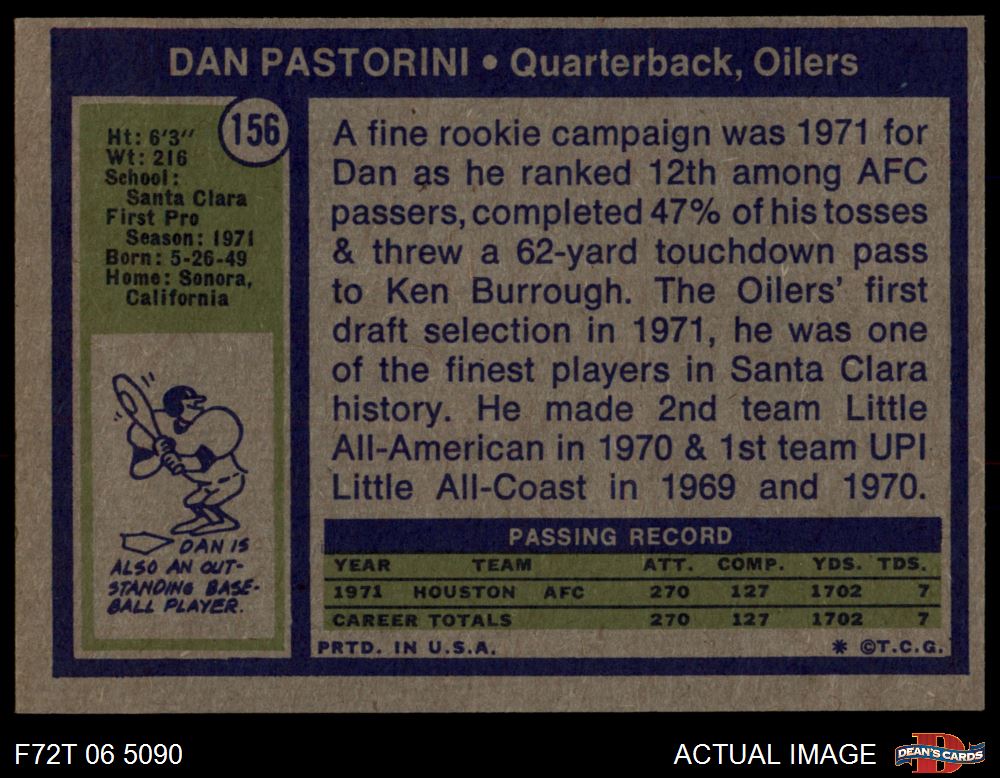 DAN PASTORINI • Quarterback, Oilers
156
Ht: 6'3"
Wt: 216
School:
Santa Clara
First Pro
Season: 1971
Born: 5-26-49
Home: Sonora,
California
DAN IS
ALSO AN OUT-
STANDING BASE-
BALL PLAYER.
A fine rookie campaign was 1971 for
Dan as he ranked 12th among AFC
passers, completed 47% of his tosses
& threw a 62-yard touchdown pass
to Ken Burrough. The Oilers' first
draft selection in 1971, he was one
of the finest players in Santa Clara
history. He made 2nd team Little
All-American in 1970 & 1st team UPI
Little All-Coast in 1969 and 1970.
PASSING RECORD
YEAR TEAM ATT. COMP. YDS. TDS.
1971 HOUSTON AFC 270 127 1702 7
CAREER TOTALS 270 127 1702 7
PRTD. IN U.S.A. * ©T.C.G.
F72T 06 5090
ACTUAL IMAGE
D
DEAN'S CARDS